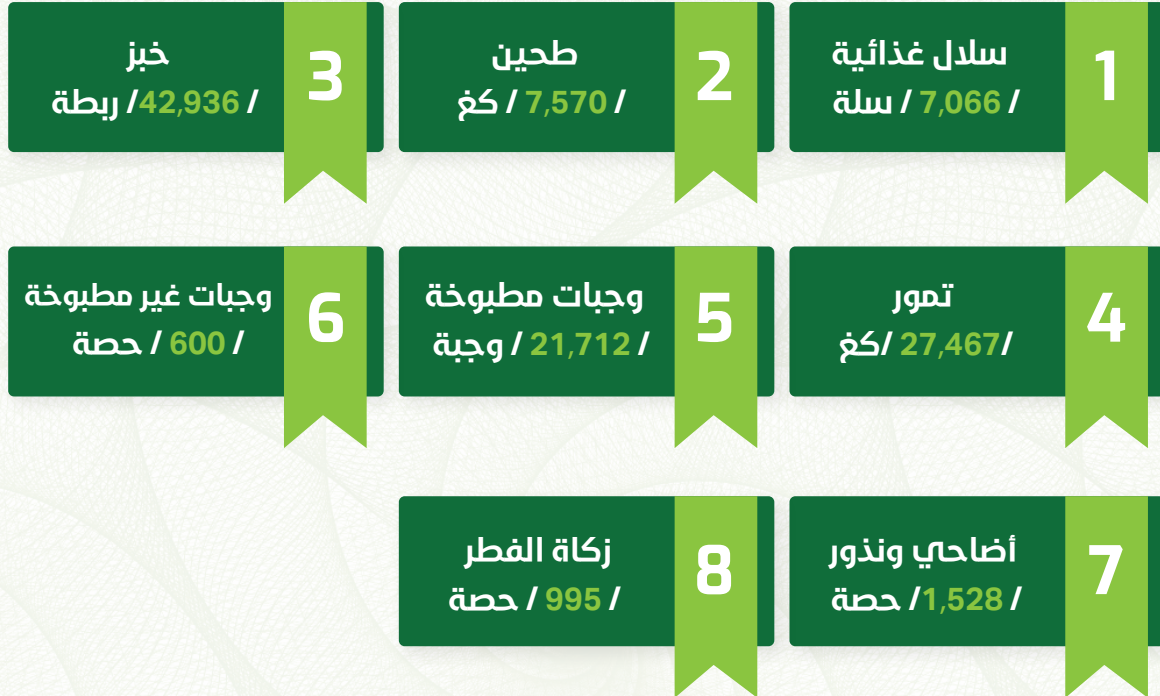 1
سلال غذائية
/ 7,066 / سلة
2
طحين
/ 7,570 / كغ
3
خبز
/ 42,936/ ربطة
4
تمور
/27,467 /كغ
5
وجبات مطبوخة
/ 21,712 / وجبة
6
وجبات غير مطبوخة
/ 600 / حصة
7
أضاحي ونذور
/ 1,528/ حصة
8
زكاة الفطر
/ 995 / حصة